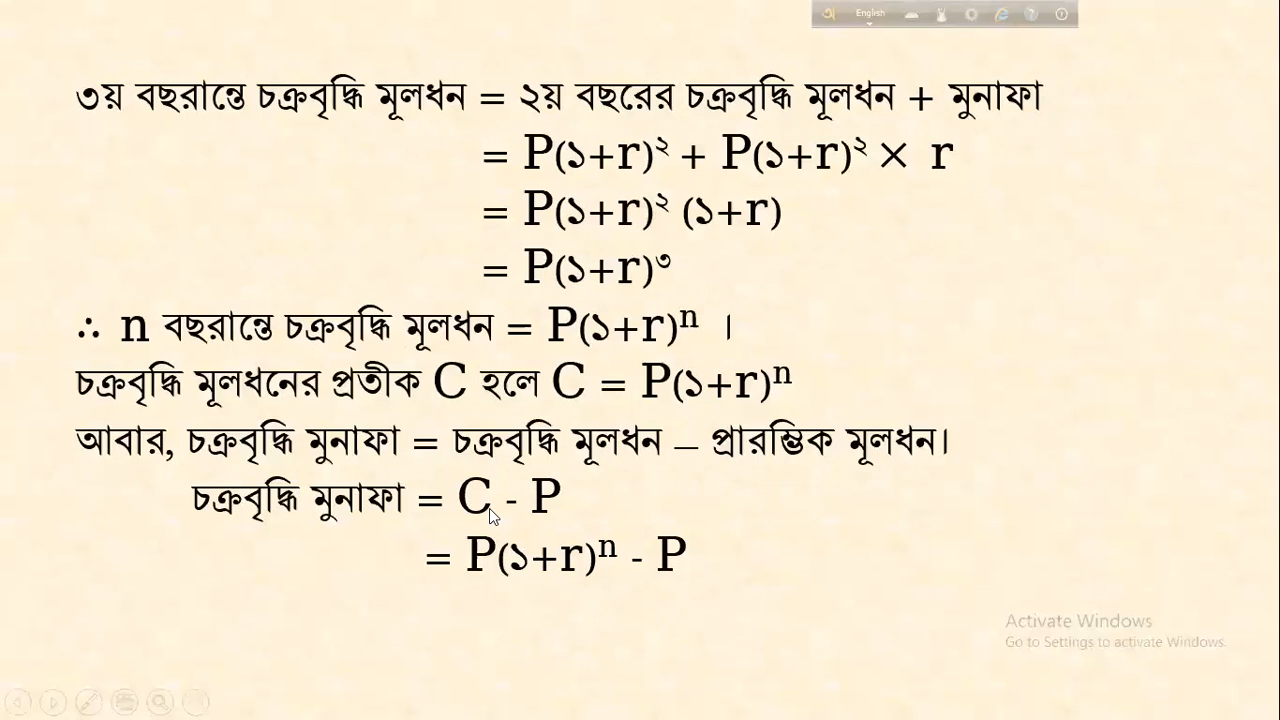 English
৩য় বছরান্তে চক্রবৃদ্ধি মূলধন = ২য় বছরের চক্রবৃদ্ধি মূলধন + মুনাফা
= P(১+r)² + P(১+r)² × r
= P(১+r)² (১+r)
= P(১+r)³
∴ n বছরান্তে চক্রবৃদ্ধি মূলধন = P(১+r)ⁿ ।
চক্রবৃদ্ধি মূলধনের প্রতীক C হলে C = P(১+r)ⁿ
আবার, চক্রবৃদ্ধি মুনাফা = চক্রবৃদ্ধি মূলধন – প্রারম্ভিক মূলধন।
চক্রবৃদ্ধি মুনাফা = C - P
= P(১+r)ⁿ - P
Activate Windows
Go to Settings to activate Windows.